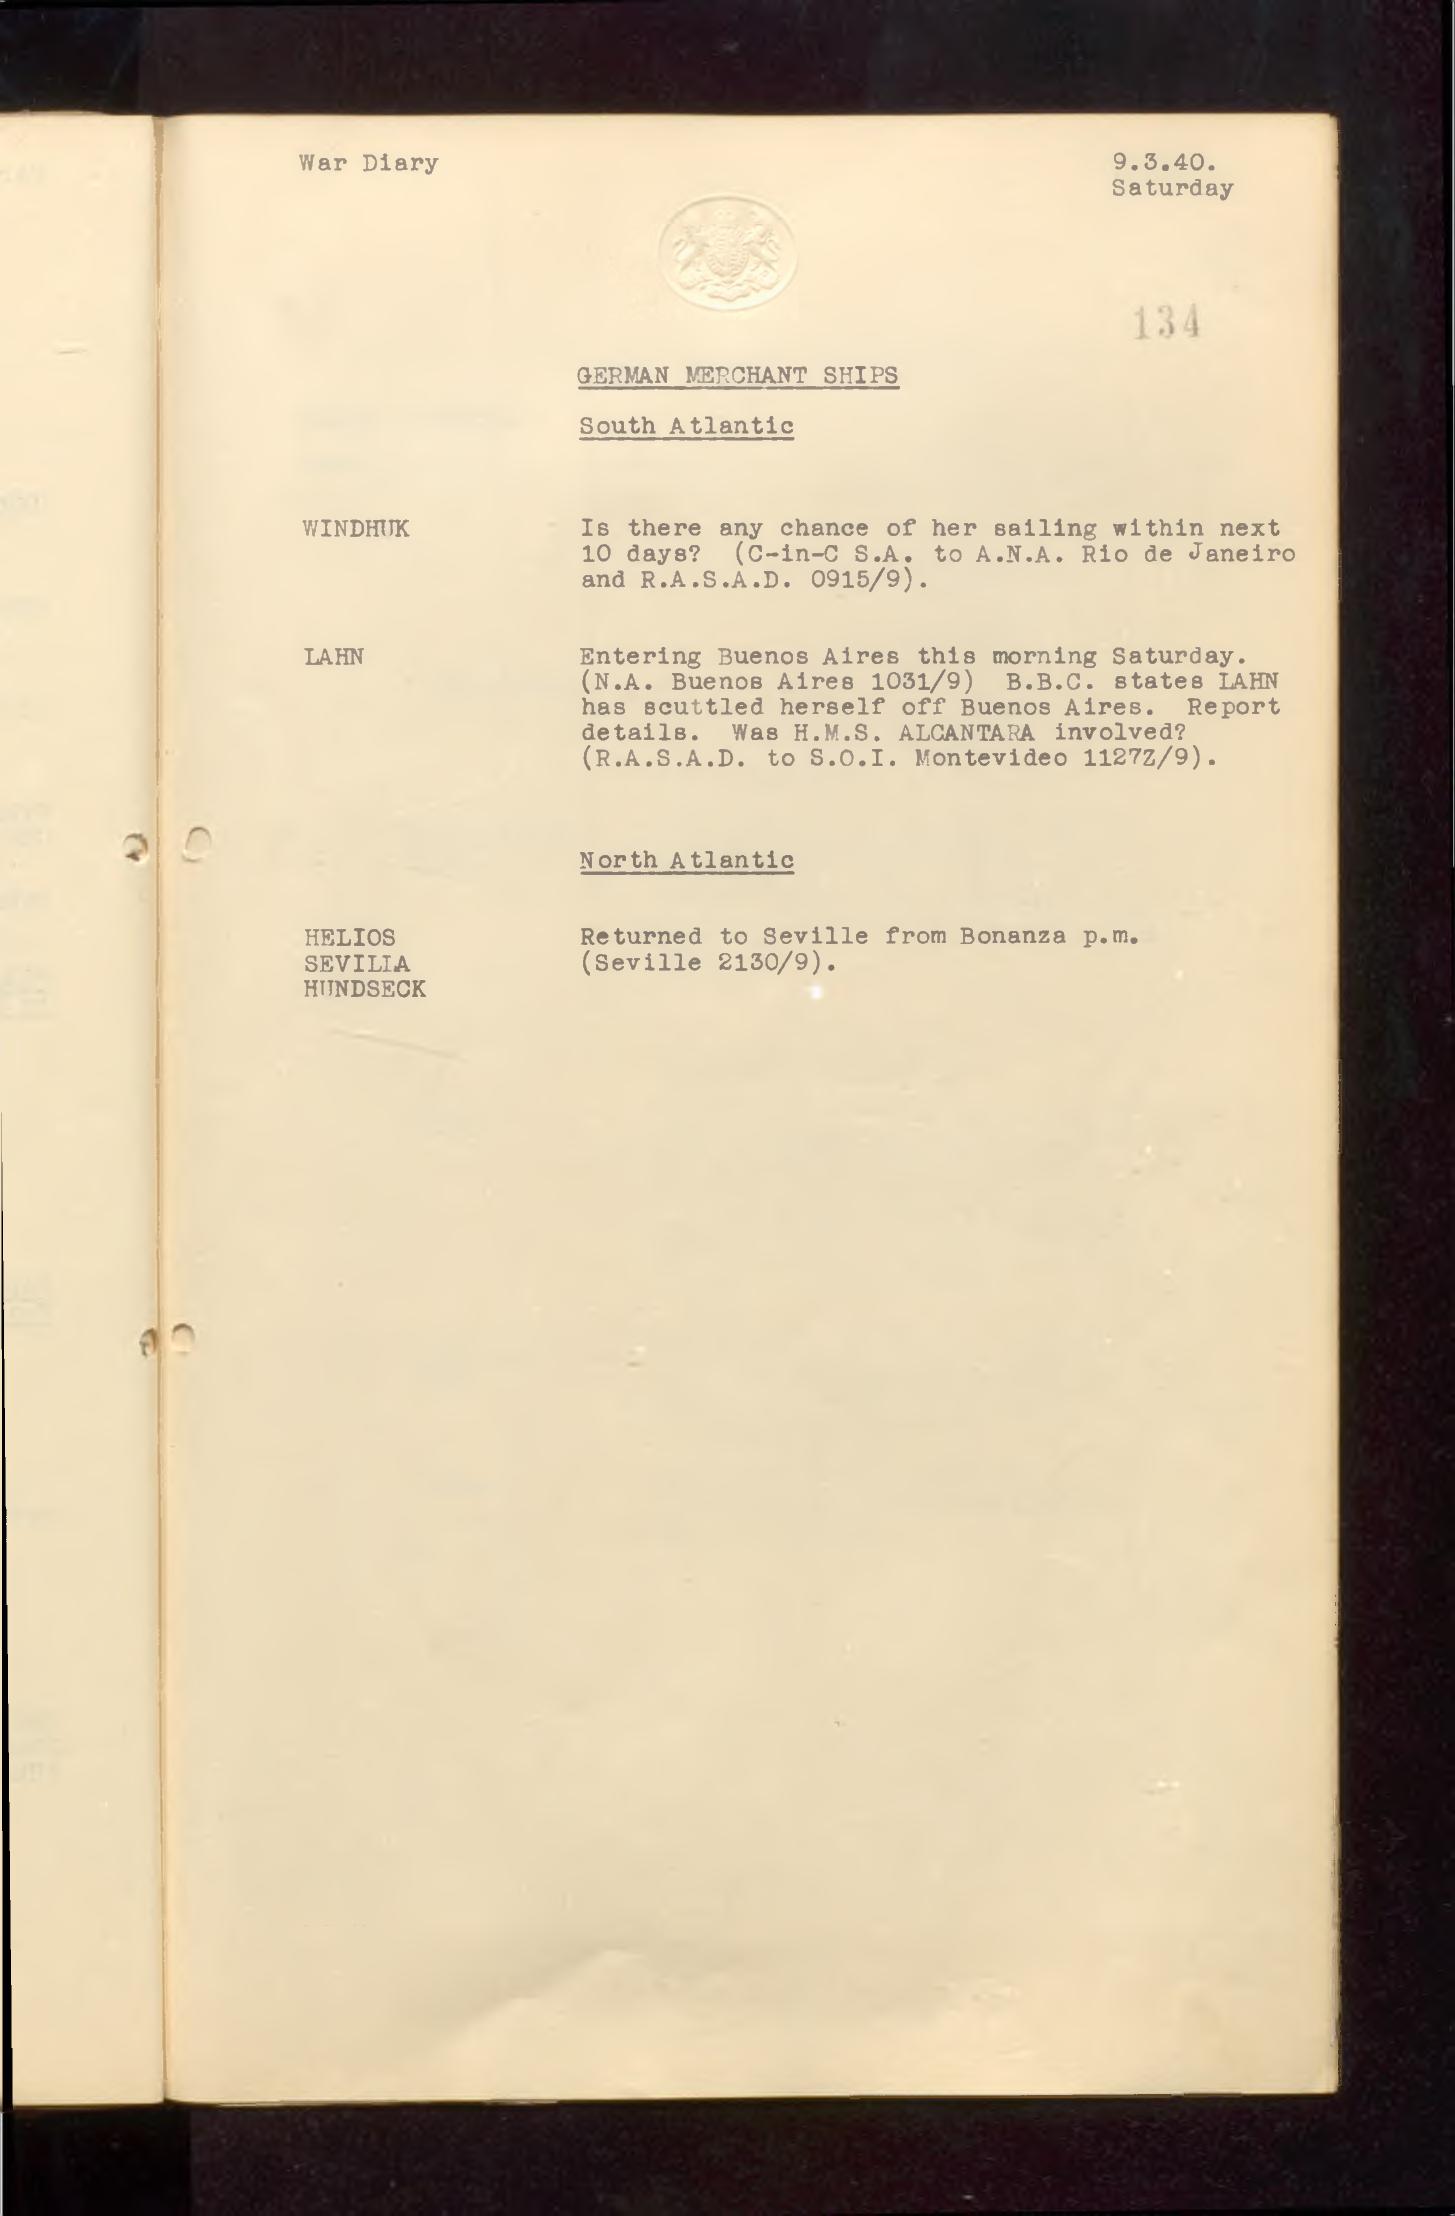 War Diary
9.3.40.
Saturday
134
GERMAN MERCHANT SHIPS
South Atlantic
WINDHUK
Is there any chance of her sailing within next
10 days? (C-in-C S.A. to A.N.A. Rio de Janeiro
and R.A.S.A.D. 0915/9).
LAHN
Entering Buenos Aires this morning Saturday.
(N.A. Buenos Aires 1031/9) B.B.C. states LAHN
has scuttled herself off Buenos Aires. Report
details. Was H.M.S. ALCANTARA involved?
(R.A.S.A.D. to S.O.I. Montevideo 1127Z/9).
North Atlantic
HELIOS
SEVILIA
HUNDSECK
Returned to Seville from Bonanza p.m.
(Seville 2130/9).